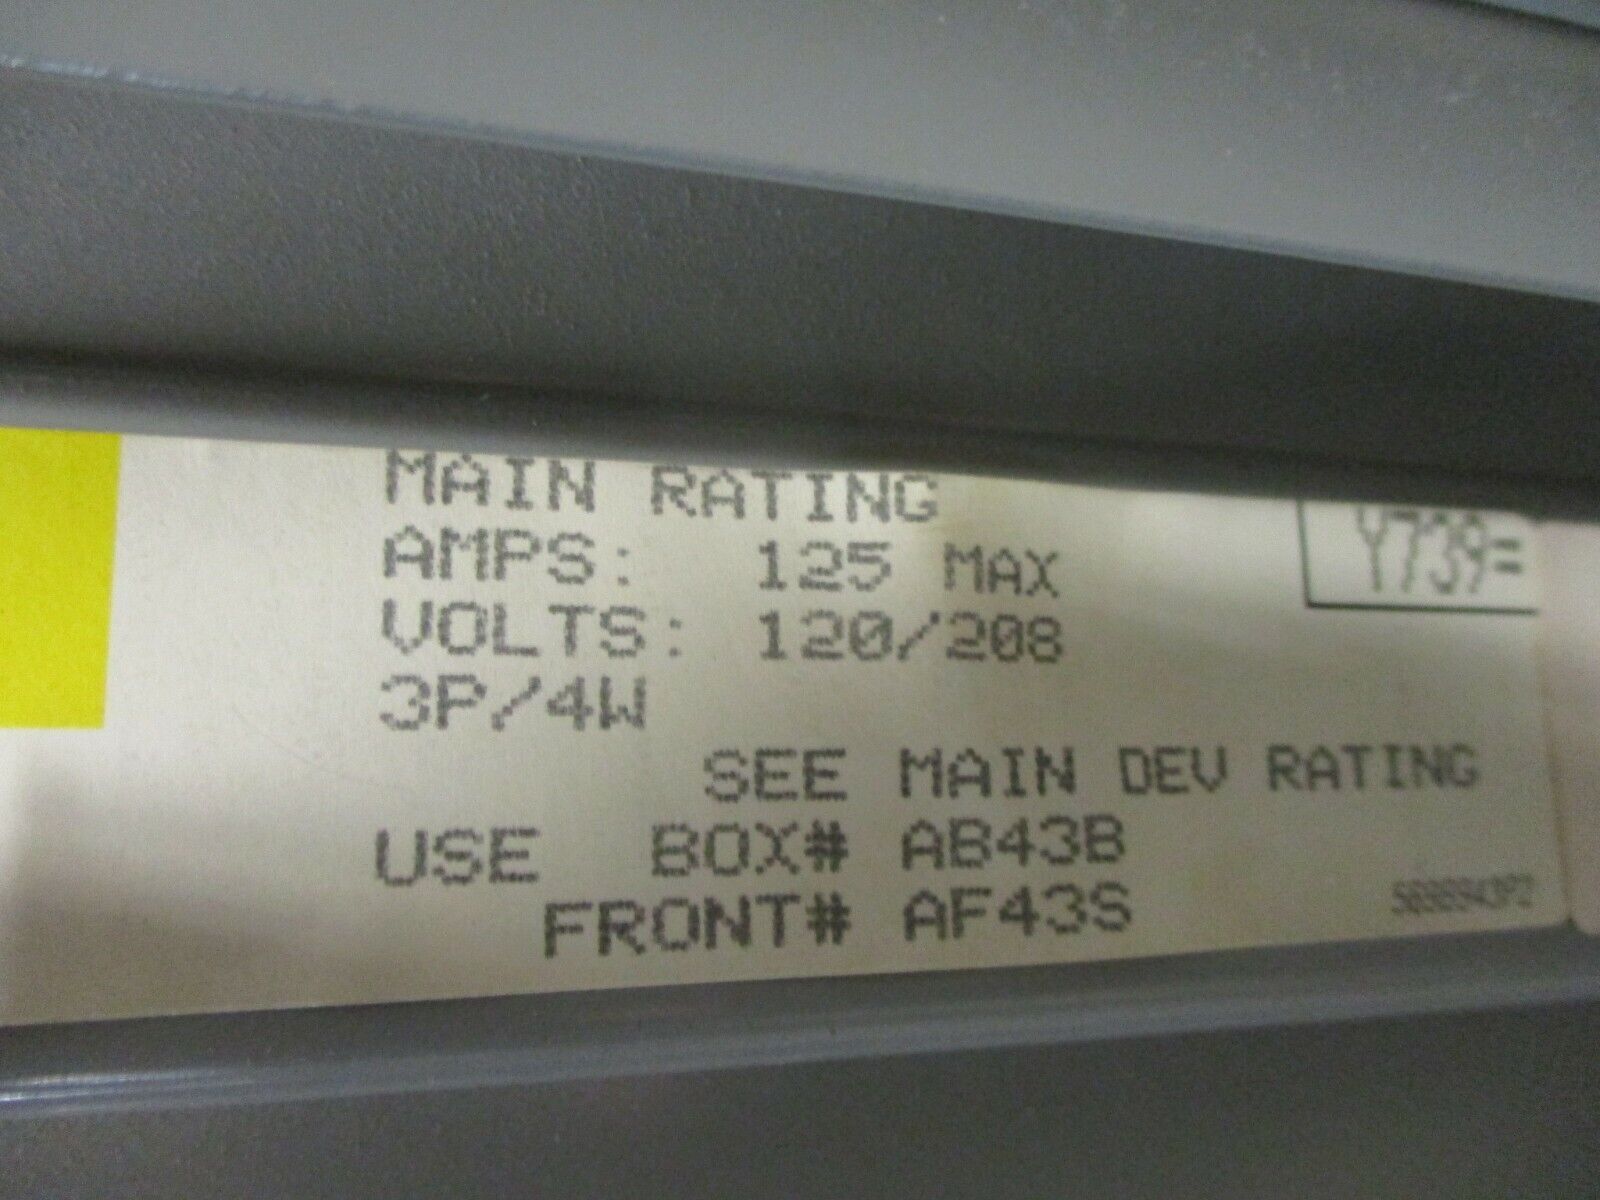 MAIN RATING
AMPS: 125 MAX
Y739=
VOLTS: 120/208
3P/4W
SEE MAIN DEV RATING
USE BOX# AB43B
FRONT# AF43S